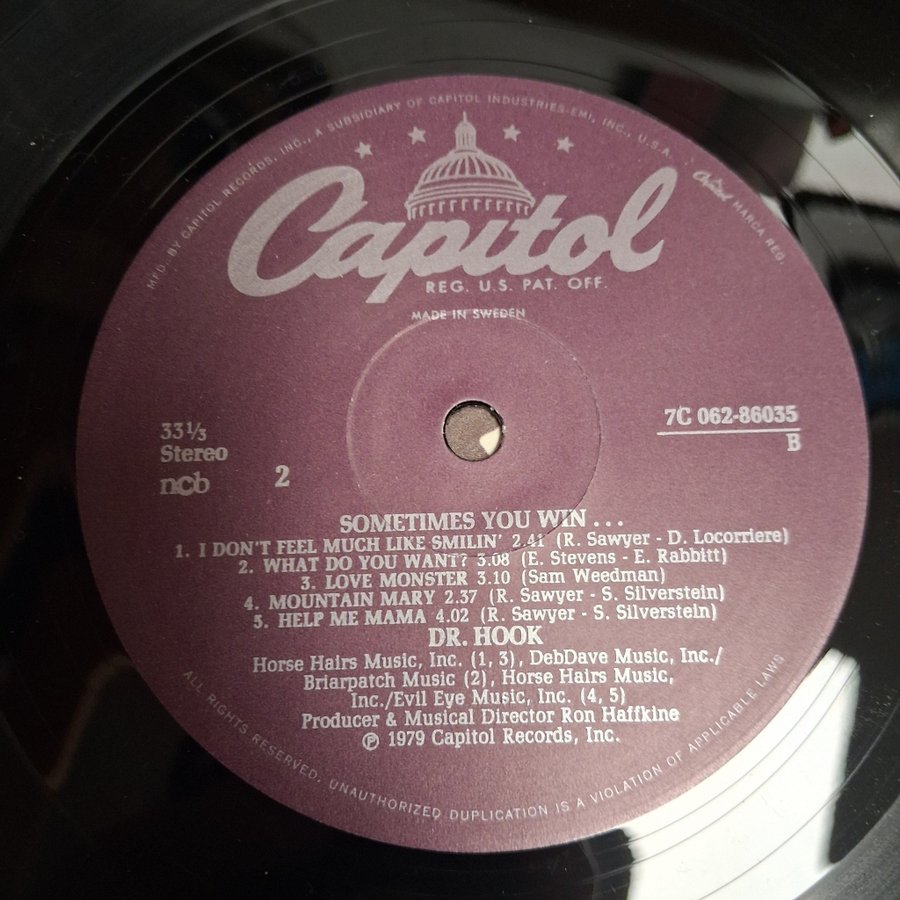 MFD. BY CAPITOL RECORDS, INC., A SUBSIDIARY OF CAPITOL INDUSTRIES-EMI, INC., U.S.A.
Capitol MARCA REG.
Capitol
REG. U.S. PAT. OFF.
MADE IN SWEDEN
33⅓
Stereo
ncb
2
7C 062-86035
B
SOMETIMES YOU WIN . . .
1. I DON'T FEEL MUCH LIKE SMILIN' 2.41 (R. Sawyer - D. Locorriere)
2. WHAT DO YOU WANT? 3.08 (E. Stevens - E. Rabbitt)
3. LOVE MONSTER 3.10 (Sam Weedman)
4. MOUNTAIN MARY 2.37 (R. Sawyer - S. Silverstein)
5. HELP ME MAMA 4.02 (R. Sawyer - S. Silverstein)
DR. HOOK
Horse Hairs Music, Inc. (1, 3), DebDave Music, Inc./
Briarpatch Music (2), Horse Hairs Music,
Inc./Evil Eye Music, Inc. (4, 5)
Producer & Musical Director Ron Haffkine
℗ 1979 Capitol Records, Inc.
ALL RIGHTS RESERVED, UNAUTHORIZED DUPLICATION IS A VIOLATION OF APPLICABLE LAWS